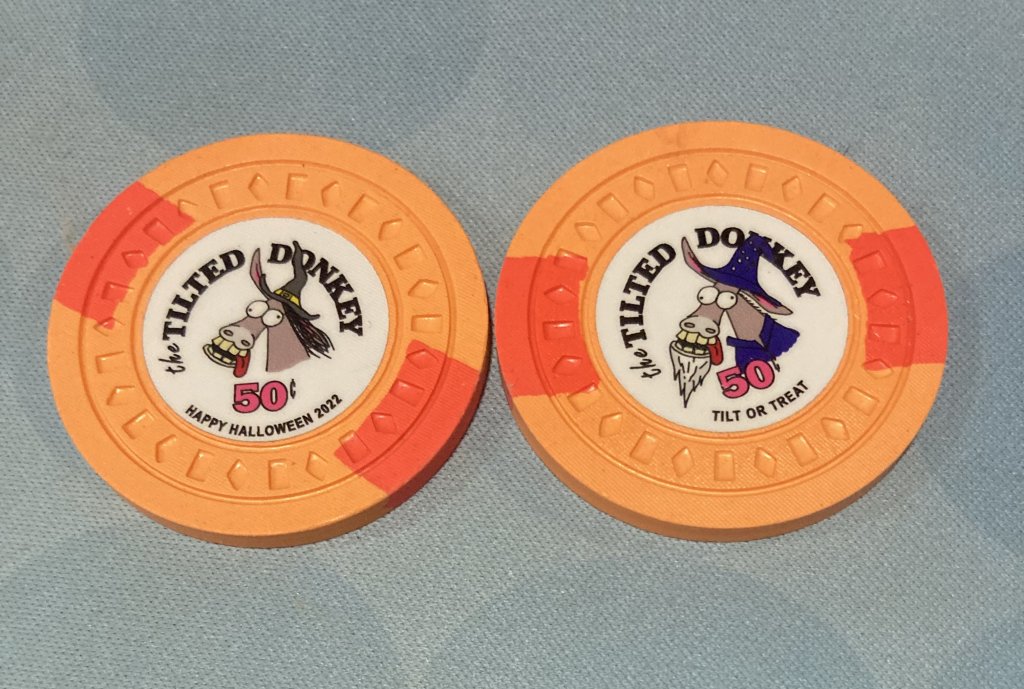 the TILTED DONKEY
50¢
HAPPY HALLOWEEN 2022
the TILTED DONKEY
50¢
TILT OR TREAT